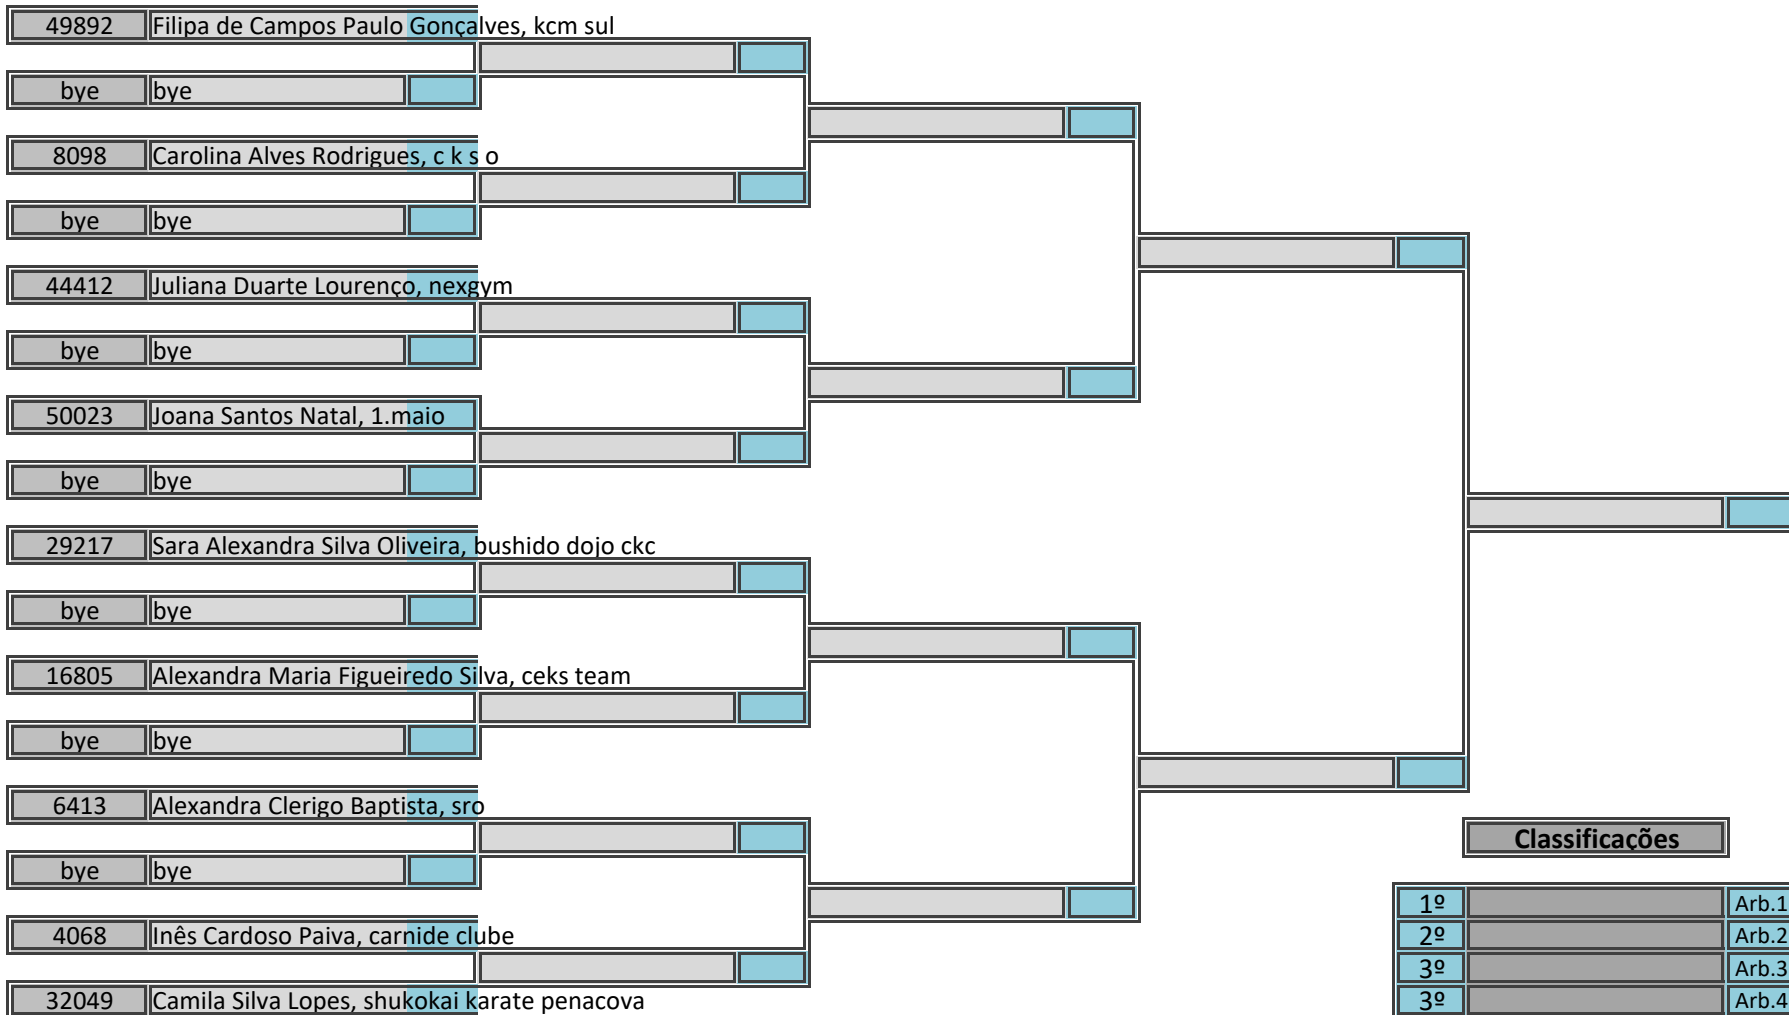 49892 Filipa de Campos Paulo Gonçalves, kcm sul
bye bye
8098 Carolina Alves Rodrigues, c k s o
bye bye
44412 Juliana Duarte Lourenço, nexgym
bye bye
50023 Joana Santos Natal, 1.maio
bye bye
29217 Sara Alexandra Silva Oliveira, bushido dojo ckc
bye bye
16805 Alexandra Maria Figueiredo Silva, ceks team
bye bye
6413 Alexandra Clerigo Baptista, sro
bye bye
4068 Inês Cardoso Paiva, carnide clube
32049 Camila Silva Lopes, shukokai karate penacova
Classificações
1º Arb.1
2º Arb.2
3º Arb.3
3º Arb.4